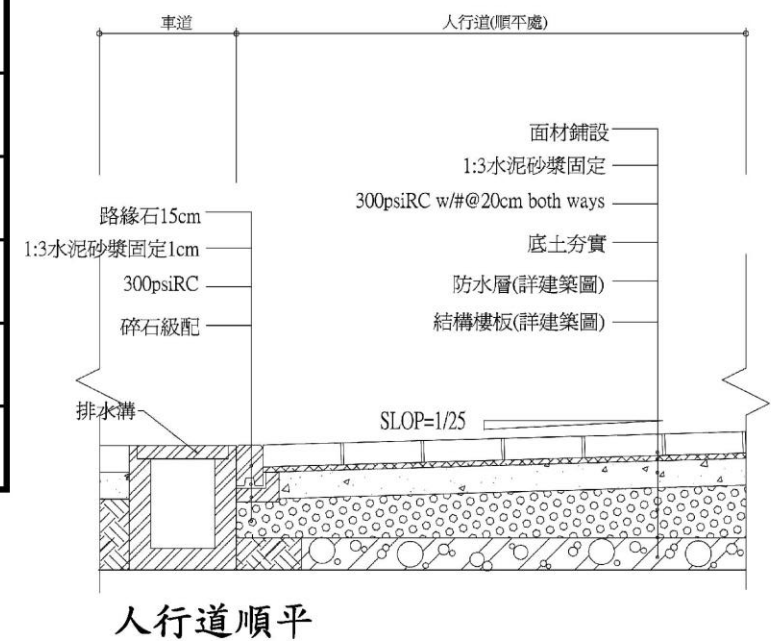 車道
人行道(順平處)
面材鋪設
1:3水泥砂漿固定
300psiRC w/#@20cm both ways
底土夯實
防水層(詳建築圖)
結構樓板(詳建築圖)
路緣石15cm
1:3水泥砂漿固定1cm
300psiRC
碎石級配
排水溝
SLOP=1/25
人行道順平